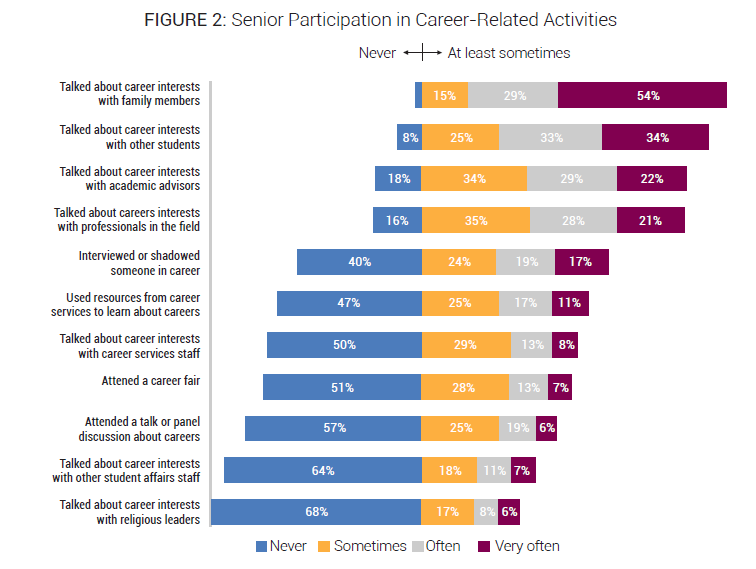 FIGURE 2: Senior Participation in Career-Related Activities
Never At least sometimes
Talked about career interests
with family members
15% 29% 54%
Talked about career interests
with other students
8% 25% 33% 34%
Talked about career interests
with academic advisors
18% 34% 29% 22%
Talked about careers interests
with professionals in the field
16% 35% 28% 21%
Interviewed or shadowed
someone in career
40% 24% 19% 17%
Used resources from career
services to learn about careers
47% 25% 17% 11%
Talked about career interests
with career services staff
50% 29% 13% 8%
Attened a career fair
51% 28% 13% 7%
Attended a talk or panel
discussion about careers
57% 25% 19% 6%
Talked about career interests
with other student affairs staff
64% 18% 11% 7%
Talked about career interests
with religious leaders
68% 17% 8% 6%
Never Sometimes Often Very often